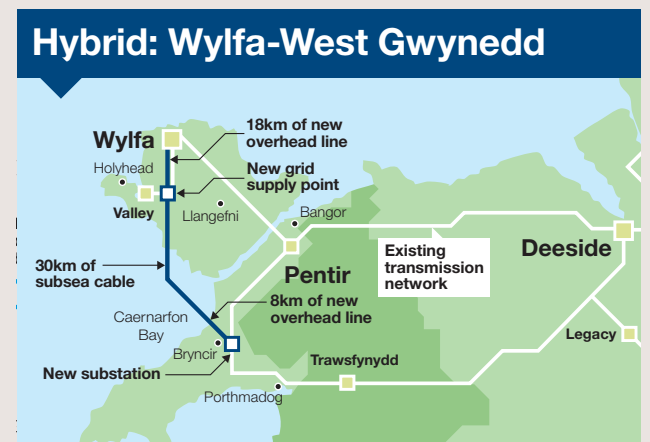 Hybrid: Wylfa-West Gwynedd
18km of new
overhead line
Wylfa
Holyhead
New grid
supply point
Valley
Llangefni
Bangor
Existing
transmission
network
Deeside
30km of
subsea cable
Pentir
8km of new
overhead line
Caernarfon
Bay
Bryncir
Legacy
Trawsfynydd
New substation
Porthmadog